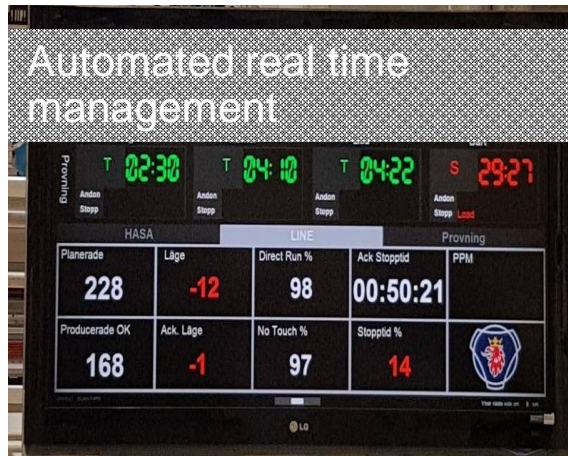 Automated real time
management
Provning
T 02:30 T 04:10 T 04:22 S 29:27
Andon Andon Andon Andon
Stopp Stopp Stopp Stopp Load
HASA LINE Provning
Planerade Läge Direct Run % Ack Stopptid PPM
228 -12 98 00:50:21
Producerade OK Ack. Läge No Touch % Stopptid %
168 -1 97 14
LG